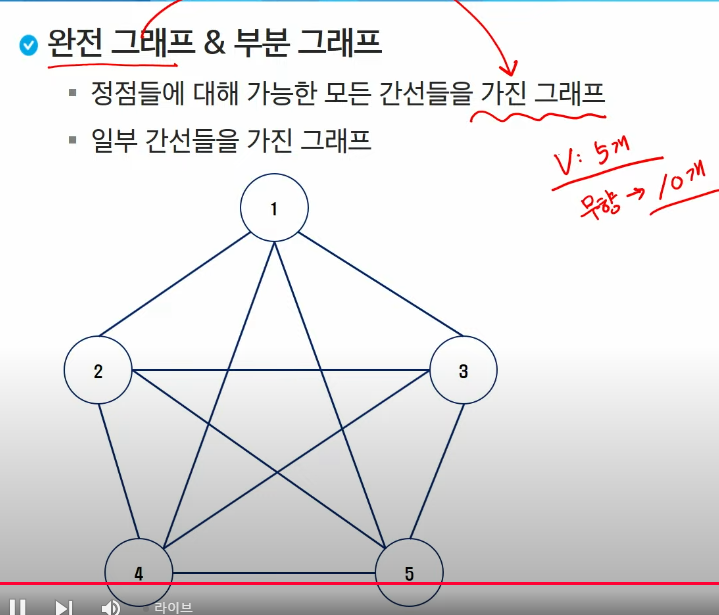 완전 그래프 & 부분 그래프
정점들에 대해 가능한 모든 간선들을 가진 그래프
일부 간선들을 가진 그래프
V: 5개
무향 → 10개
1
2
3
4
5
라이브